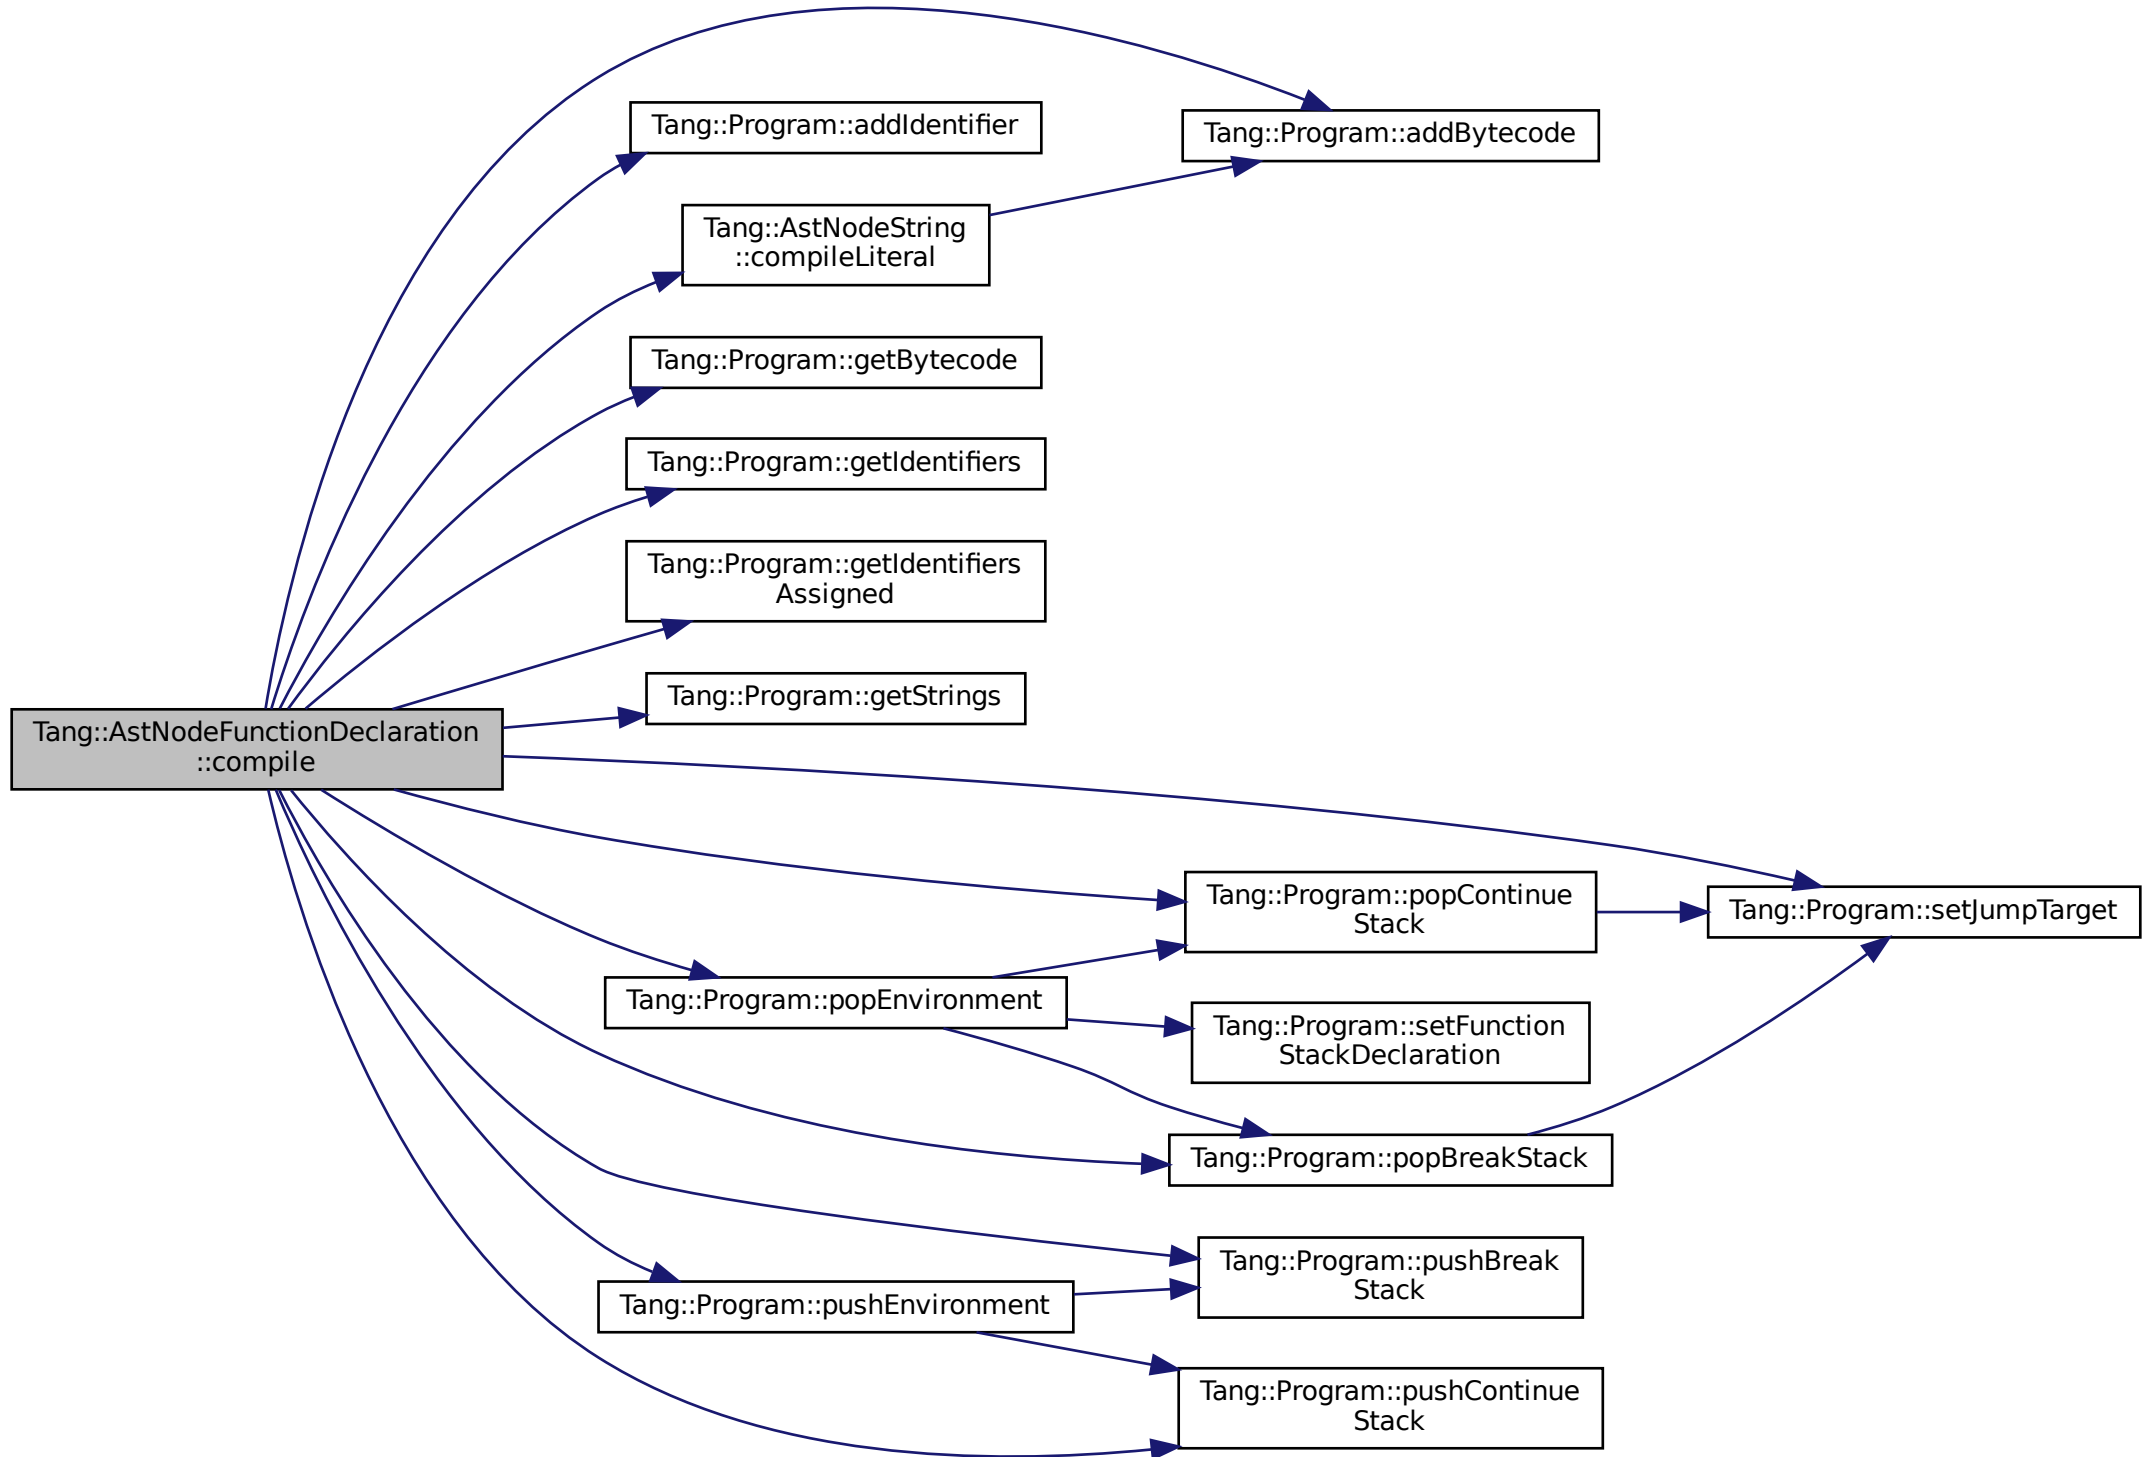 Tang::AstNodeFunctionDeclaration
::compile
Tang::Program::addIdentifier
Tang::Program::addBytecode
Tang::AstNodeString
::compileLiteral
Tang::Program::getBytecode
Tang::Program::getIdentifiers
Tang::Program::getIdentifiers
Assigned
Tang::Program::getStrings
Tang::Program::popContinue
Stack
Tang::Program::setJumpTarget
Tang::Program::popEnvironment
Tang::Program::setFunction
StackDeclaration
Tang::Program::popBreakStack
Tang::Program::pushBreak
Stack
Tang::Program::pushEnvironment
Tang::Program::pushContinue
Stack